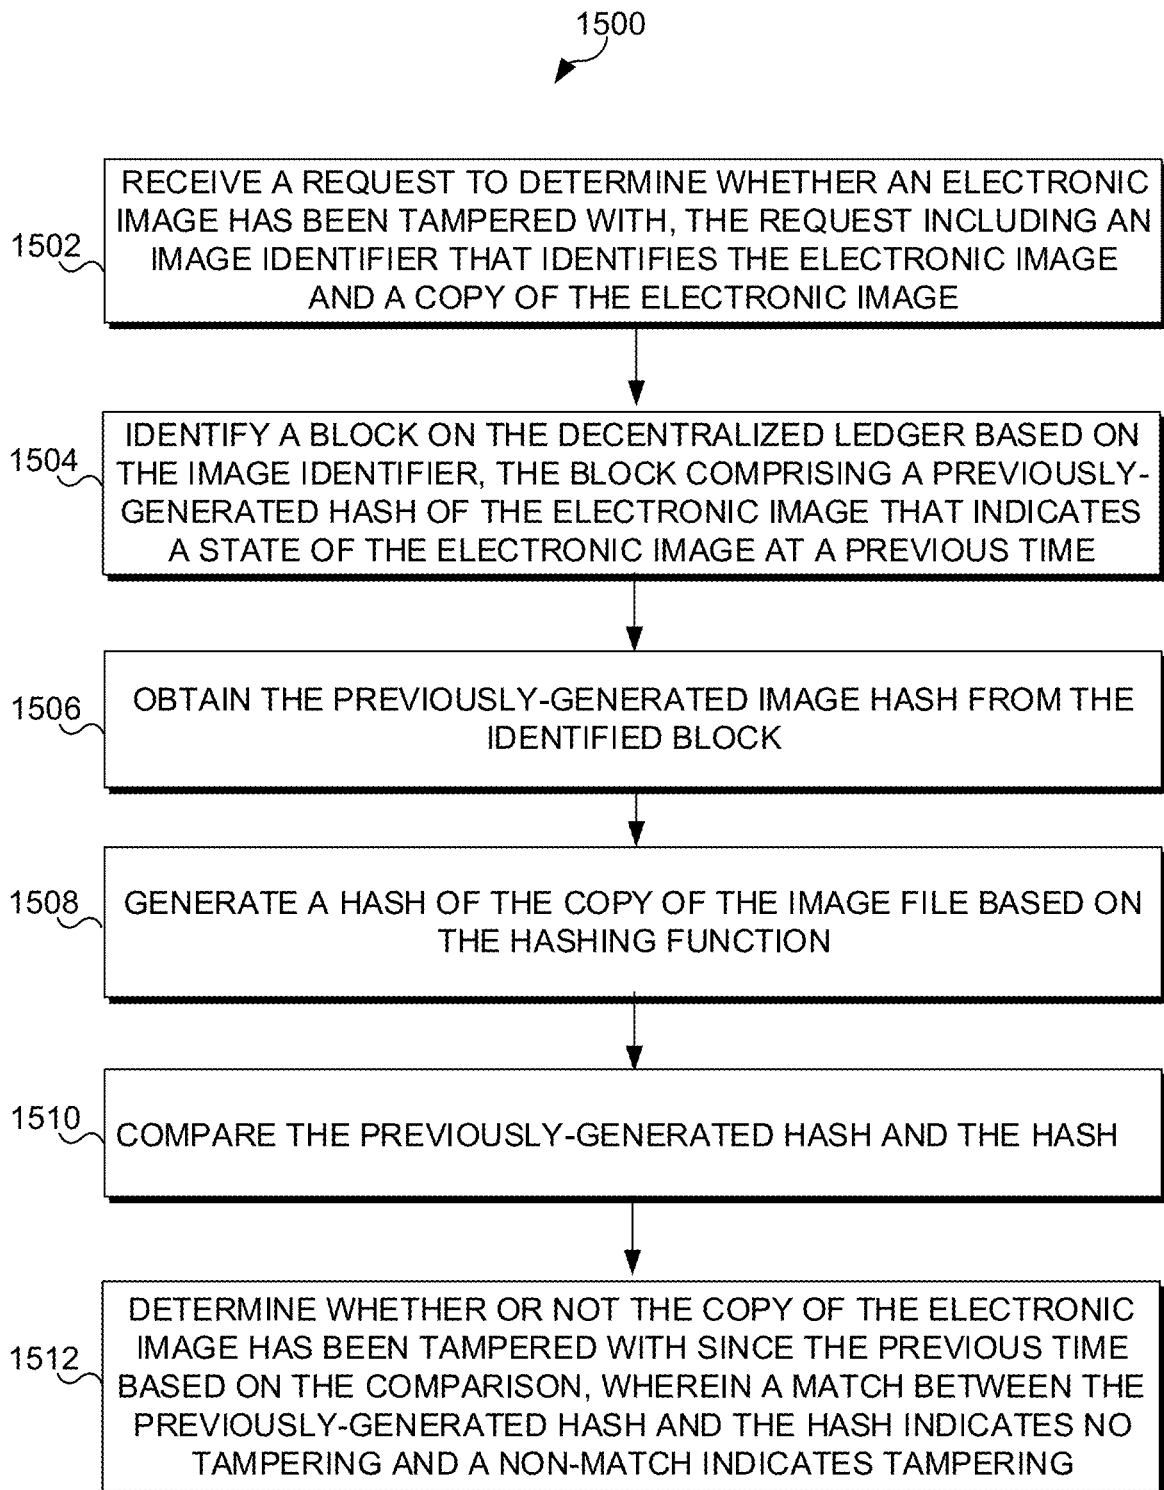 1500
1502
RECEIVE A REQUEST TO DETERMINE WHETHER AN ELECTRONIC
IMAGE HAS BEEN TAMPERED WITH, THE REQUEST INCLUDING AN
IMAGE IDENTIFIER THAT IDENTIFIES THE ELECTRONIC IMAGE
AND A COPY OF THE ELECTRONIC IMAGE
1504
IDENTIFY A BLOCK ON THE DECENTRALIZED LEDGER BASED ON
THE IMAGE IDENTIFIER, THE BLOCK COMPRISING A PREVIOUSLY-
GENERATED HASH OF THE ELECTRONIC IMAGE THAT INDICATES
A STATE OF THE ELECTRONIC IMAGE AT A PREVIOUS TIME
1506
OBTAIN THE PREVIOUSLY-GENERATED IMAGE HASH FROM THE
IDENTIFIED BLOCK
1508
GENERATE A HASH OF THE COPY OF THE IMAGE FILE BASED ON
THE HASHING FUNCTION
1510
COMPARE THE PREVIOUSLY-GENERATED HASH AND THE HASH
1512
DETERMINE WHETHER OR NOT THE COPY OF THE ELECTRONIC
IMAGE HAS BEEN TAMPERED WITH SINCE THE PREVIOUS TIME
BASED ON THE COMPARISON, WHEREIN A MATCH BETWEEN THE
PREVIOUSLY-GENERATED HASH AND THE HASH INDICATES NO
TAMPERING AND A NON-MATCH INDICATES TAMPERING